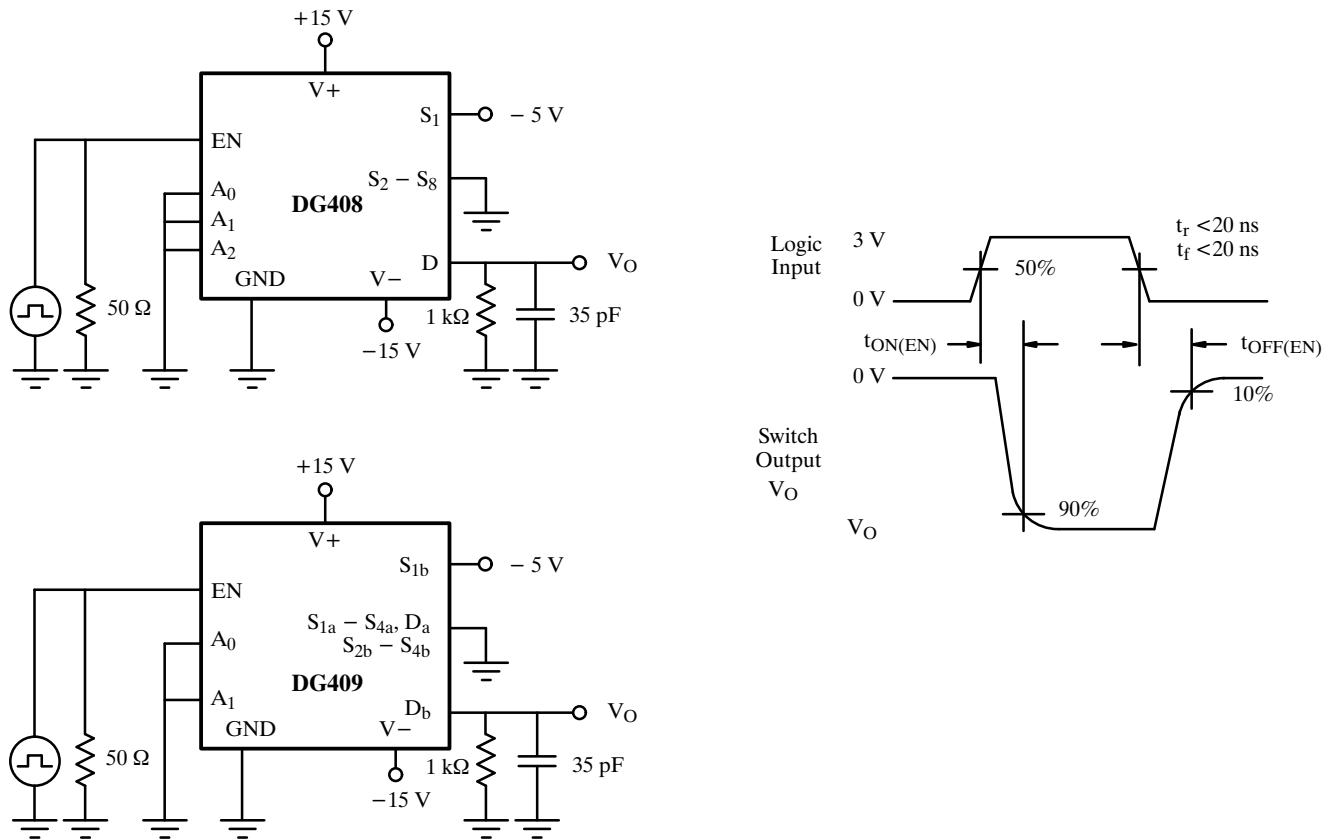 +15 V
V+
S1
− 5 V
EN
S2 − S8
A0
A1
A2
DG408
GND
V−
D
VO
50 Ω
−15 V
1 kΩ
35 pF
+15 V
V+
S1b
− 5 V
EN
S1a − S4a, Da
S2b − S4b
A0
A1
DG409
GND
V−
Db
VO
50 Ω
−15 V
1 kΩ
35 pF
Logic
Input
3 V
0 V
50%
tr <20 ns
tf <20 ns
tON(EN)
tOFF(EN)
0 V
10%
Switch
Output
VO
90%
VO